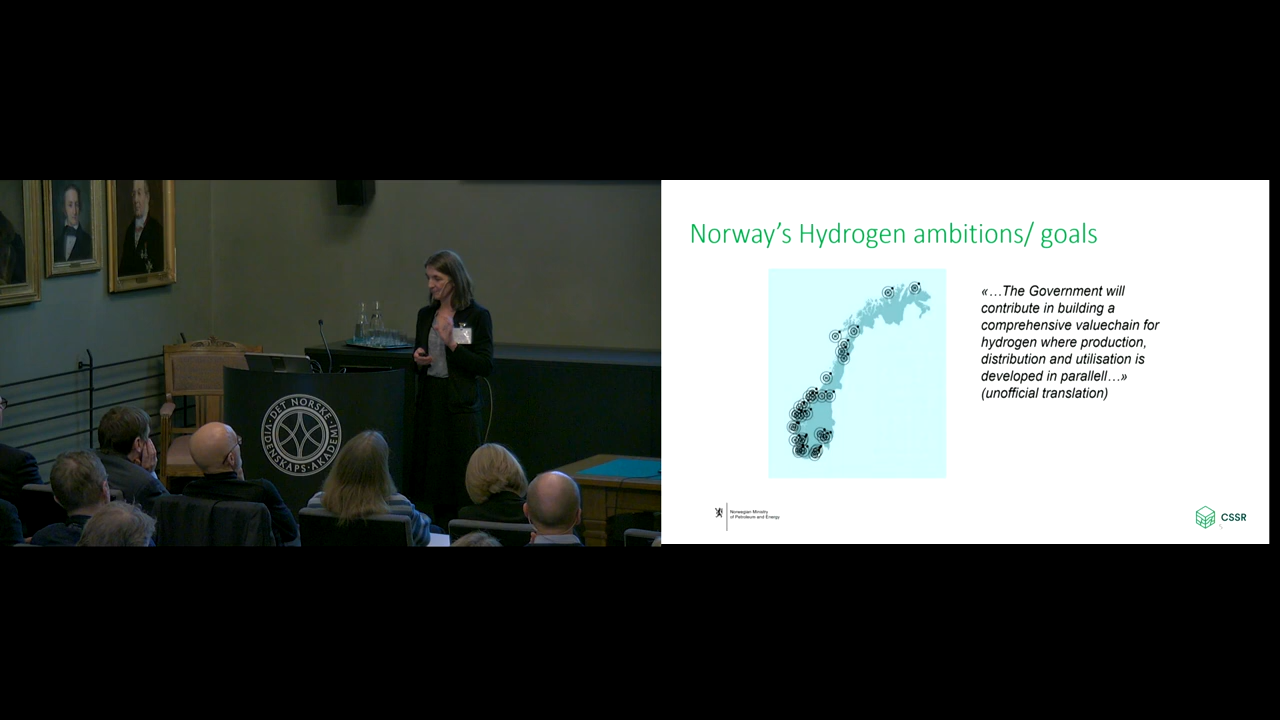 DET NORSKE
VIDENSKAPS-AKADEMI
Norway's Hydrogen ambitions/ goals
«…The Government will
contribute in building a
comprehensive valuechain for
hydrogen where production,
distribution and utilisation is
developed in parallell…»
(unofficial translation)
Norwegian Ministry
of Petroleum and Energy
CSSR